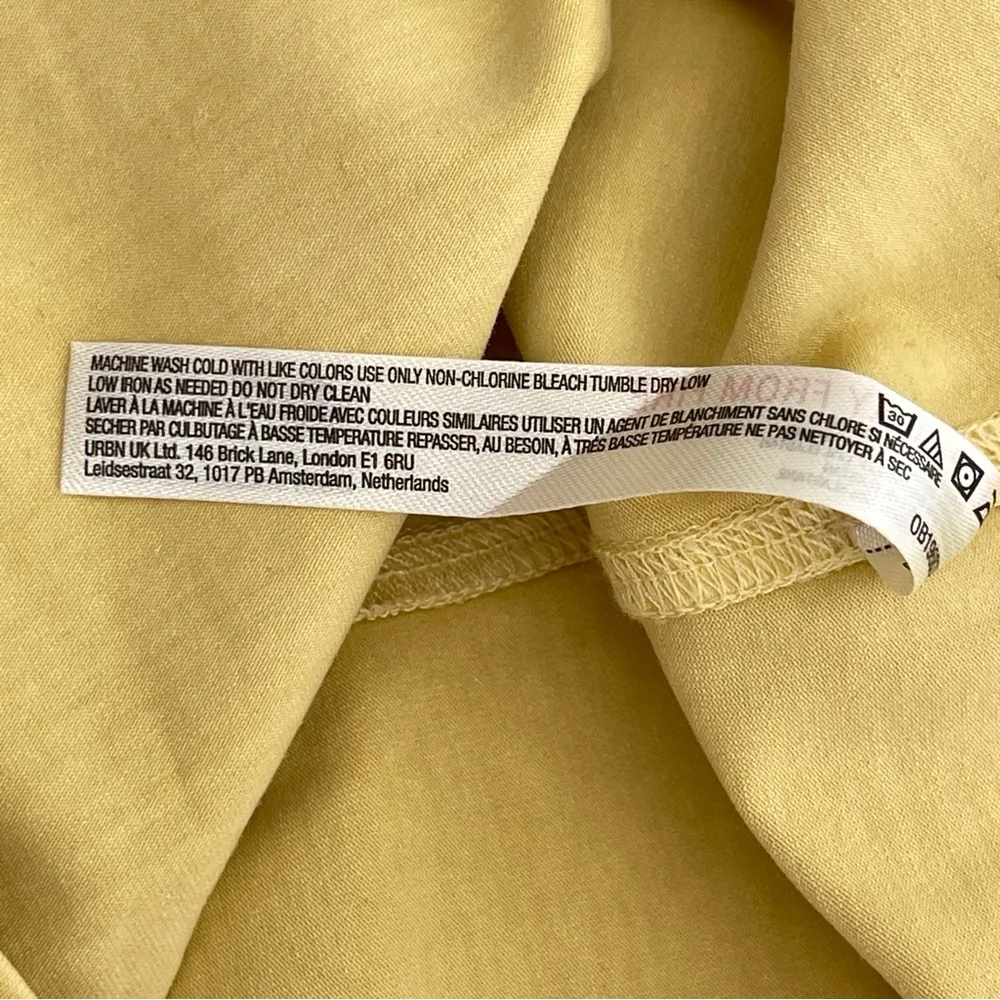 MACHINE WASH COLD WITH LIKE COLORS USE ONLY NON-CHLORINE BLEACH TUMBLE DRY LOW
LOW IRON AS NEEDED DO NOT DRY CLEAN
LAVER À LA MACHINE À L'EAU FROIDE AVEC COULEURS SIMILAIRES UTILISER UN AGENT DE BLANCHIMENT SANS CHLORE SI NÉCESSAIRE
SECHER PAR CULBUTAGE À BASSE TEMPERATURE REPASSER, AU BESOIN, À TRÉS BASSE TEMPÉRATURE NE PAS NETTOYER À SEC
URBN UK Ltd. 146 Brick Lane, London E1 6RU
Leidsestraat 32, 1017 PB Amsterdam, Netherlands
30